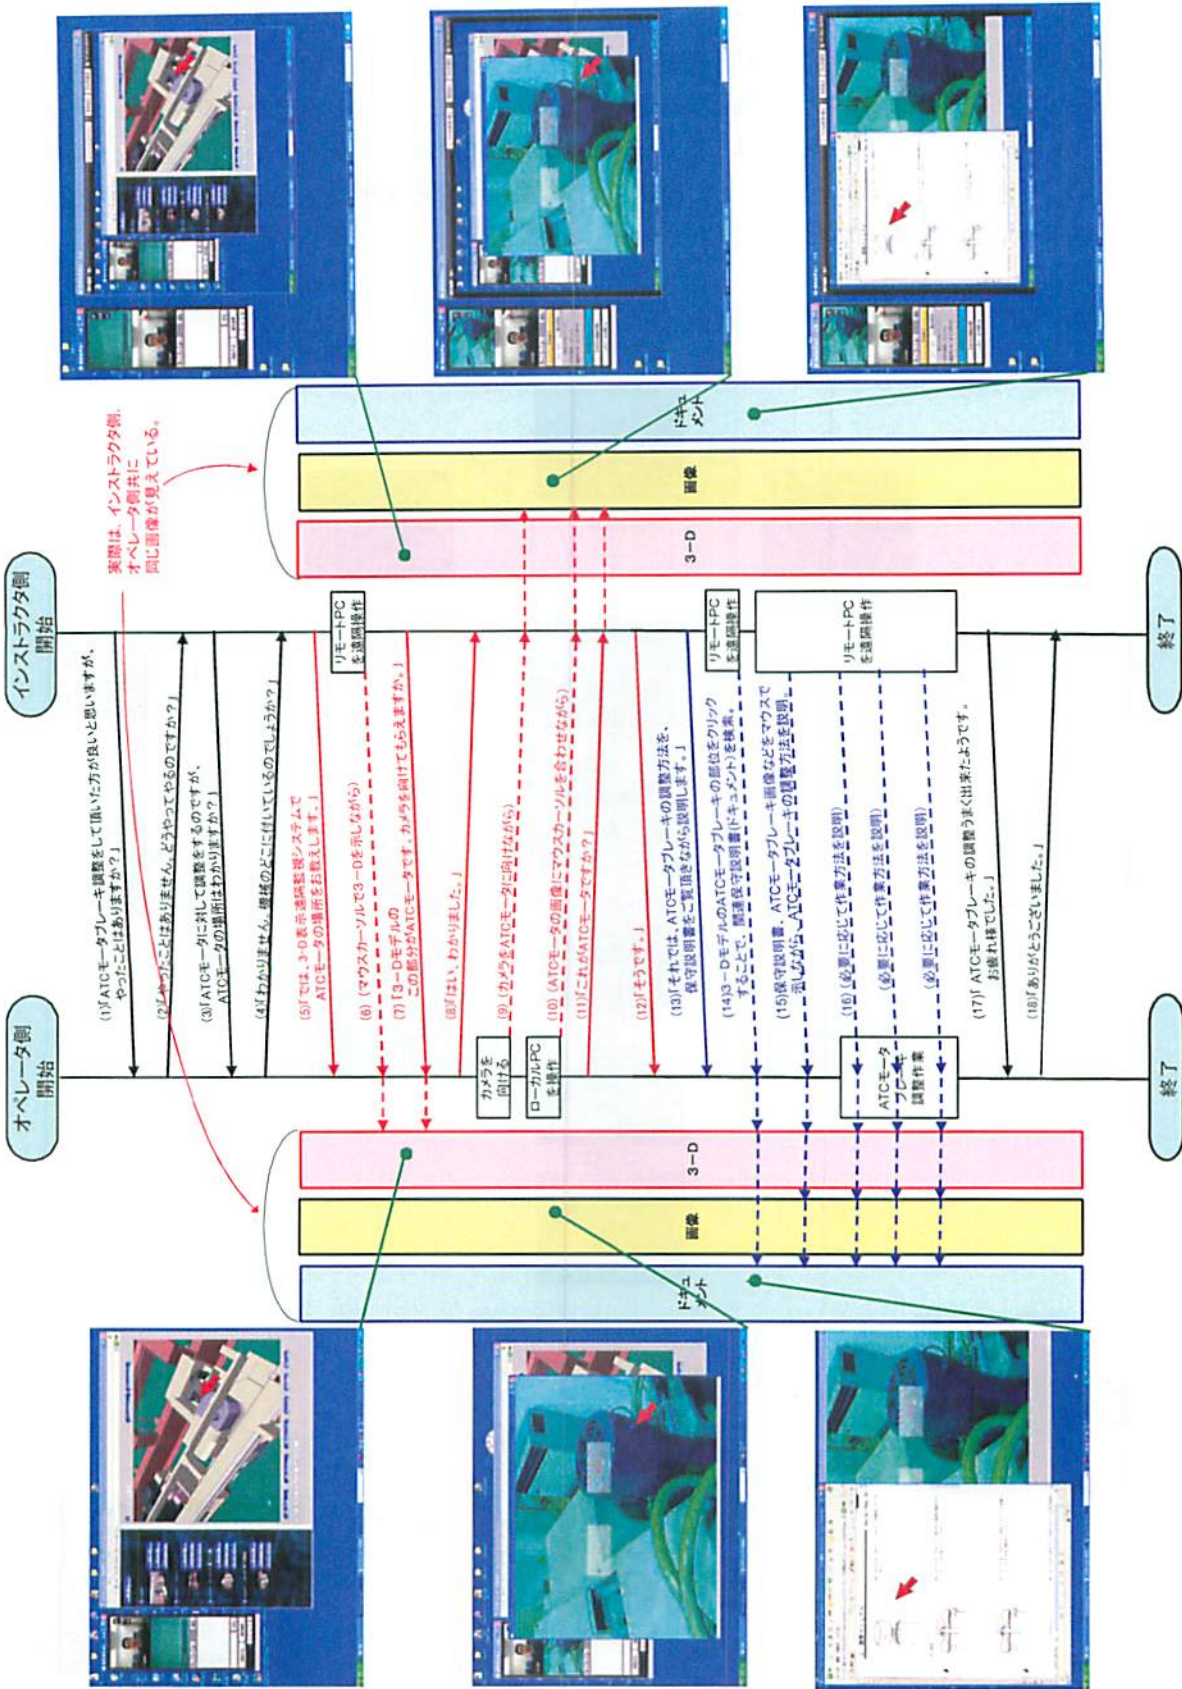 オペレータ側
開始
インストラクタ側
開始
実際は、インストラクタ側、
オペレータ側共に
同じ画像が見えている。
(1)「ATCモータブレーキ調整をして頂いた方が良いと思いますが、
やったことはありますか?」
(2)「やったことはありません。どうやってやるのですか?」
(3)「ATCモータに対して調整をするのですが、
ATCモータの場所はわかりますか?」
(4)「わかりません。機械のどこに付いているのでしょうか?」
(5)「では、3-D表示遠隔監視システムで
ATCモータの場所をお教えします。」
リモートPC
を遠隔操作
(6) (マウスカーソルで3-Dを示しながら)
(7)「3-Dモデルの
この部分がATCモータです。カメラを向けてもらえますか。」
(8)「はい、わかりました。」
カメラを
向ける
(9) (カメラをATCモータに向けながら)
ローカルPC
を操作
(10) (ATCモータの画像にマウスカーソルを合わせながら)
(11)「これがATCモータですか?」
(12)「そうです。」
(13)「それでは、ATCモータブレーキの調整方法を、
保守説明書をご覧頂きながら説明します。」
リモートPC
を遠隔操作
(14)3-DモデルのATCモータブレーキの部位をクリック
することで、関連保守説明書(ドキュメント)を検索。
(15)保守説明書、ATCモータブレーキ画像などをマウスで
示しながら、ATCモータブレーキの調整方法を説明。
リモートPC
を遠隔操作
(16) (必要に応じて作業方法を説明)
(必要に応じて作業方法を説明)
(必要に応じて作業方法を説明)
ATCモータ
ブレーキ
調整作業
(17)「ATCモータブレーキの調整うまく出来たようです。
お疲れ様でした。」
(18)「ありがとうございました。」
終了
終了
ドキュ
メント
画像
3-D
3-D
画像
ドキュ
メント